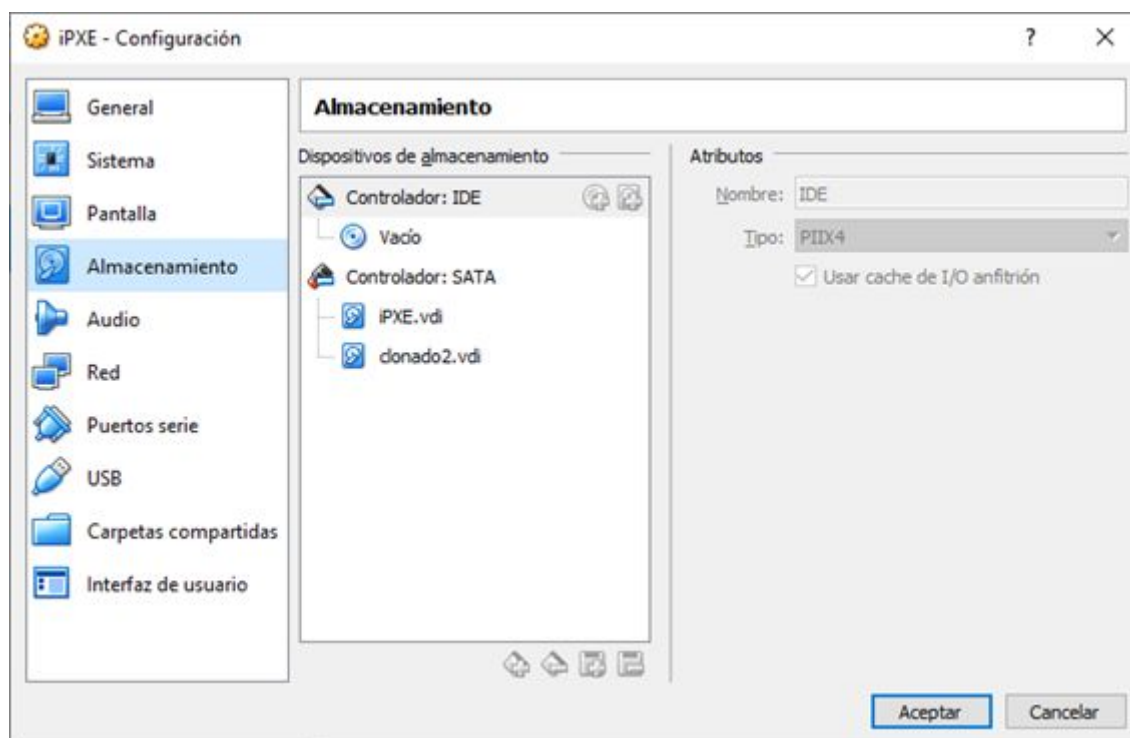 iPXE - Configuración
?
General
Sistema
Pantalla
Almacenamiento
Audio
Red
Puertos serie
USB
Carpetas compartidas
Interfaz de usuario
Almacenamiento
Dispositivos de almacenamiento
Controlador: IDE
Vacío
Controlador: SATA
iPXE.vdi
clonado2.vdi
Atributos
Nombre: IDE
Tipo: PIIX4
Usar cache de I/O anfitrión
Aceptar
Cancelar